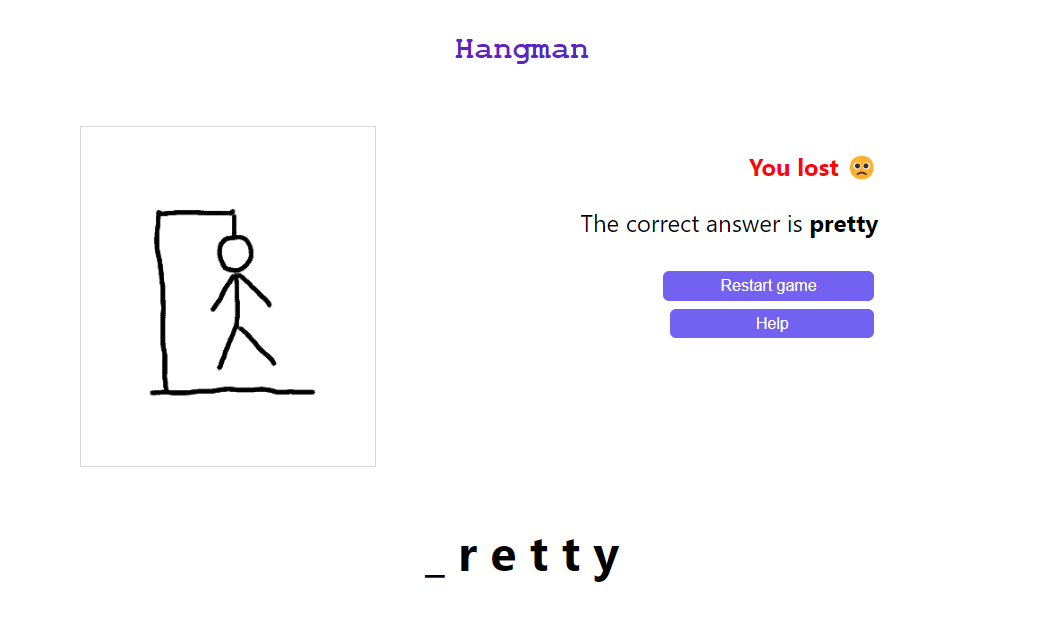 Hangman
You lost 🙁
The correct answer is pretty
Restart game
Help
_ r e t t y